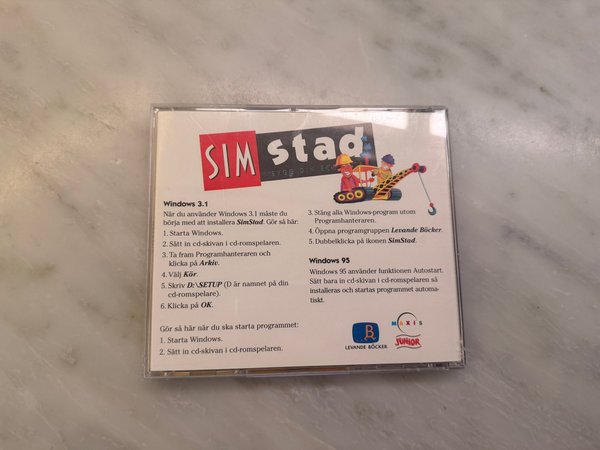 SIM stad
Windows 3.1
När du använder Windows 3.1 måste du
börja med att installera SimStad. Gör så här:
1. Starta Windows.
2. Sätt in cd-skivan i cd-romspelaren.
3. Ta fram Programhanteraren och
klicka på Arkiv.
4. Välj Kör.
5. Skriv D:\SETUP (D är namnet på din
cd-romspelare).
6. Klicka på OK.
Gör så här när du ska starta programmet:
1. Starta Windows.
2. Sätt in cd-skivan i cd-romspelaren.
3. Stäng alla Windows-program utom
Programhanteraren.
4. Öppna programgruppen Levande Böcker.
5. Dubbelklicka på ikonen SimStad.
Windows 95
Windows 95 använder funktionen Autostart.
Sätt bara in cd-skivan i cd-romspelaren så
installeras och startas programmet automa-
tiskt.
B
LEVANDE BÖCKER
MAXIS
JUNIOR